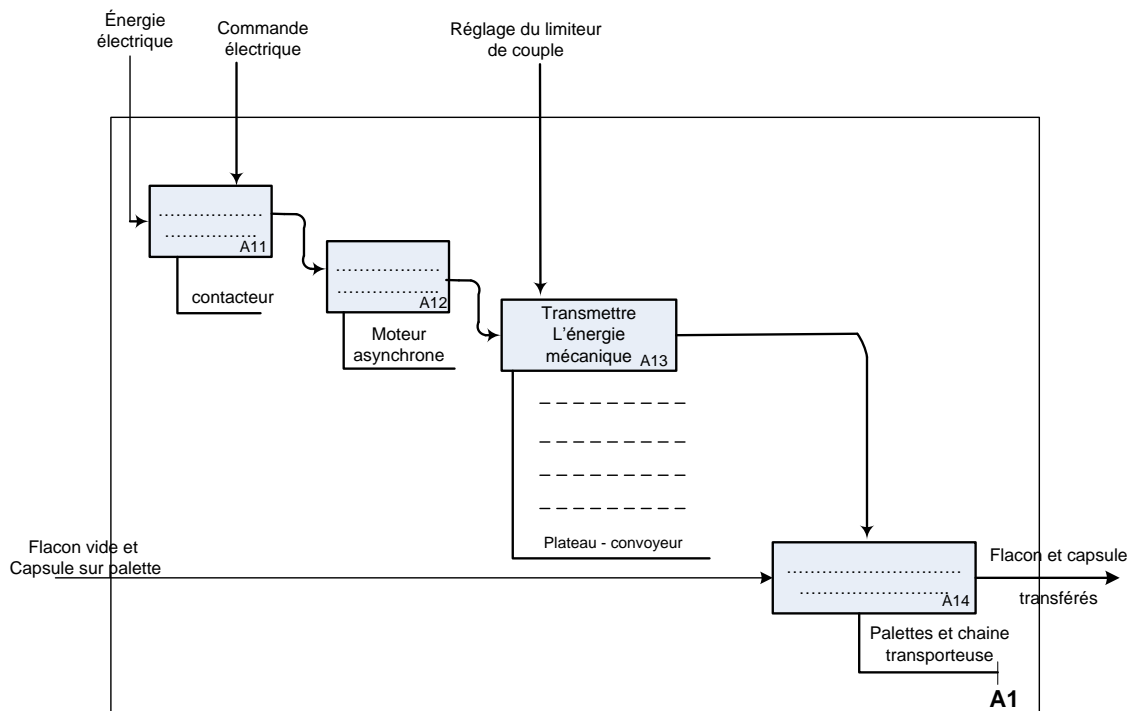 Énergie
électrique
Commande
électrique
Réglage du limiteur
de couple
....................
..................
A11
contacteur
....................
....................
A12
Moteur
asynchrone
Transmettre
L'énergie
mécanique
A13
_ _ _ _ _ _ _ _ _
_ _ _ _ _ _ _ _ _
_ _ _ _ _ _ _ _ _
_ _ _ _ _ _ _ _ _
Plateau - convoyeur
Flacon vide et
Capsule sur palette
..................................
.............................
A14
Flacon et capsule
transférés
Palettes et chaine
transporteuse
A1